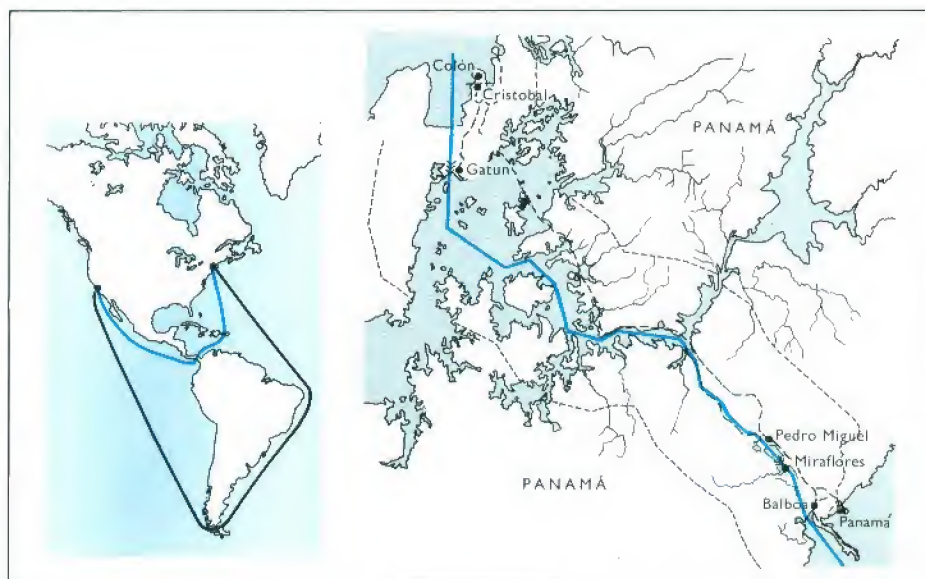 Colón
Cristobal
PANAMÁ
Gatun
Pedro Miguel
Miraflores
PANAMÁ
Balboa
Panamá